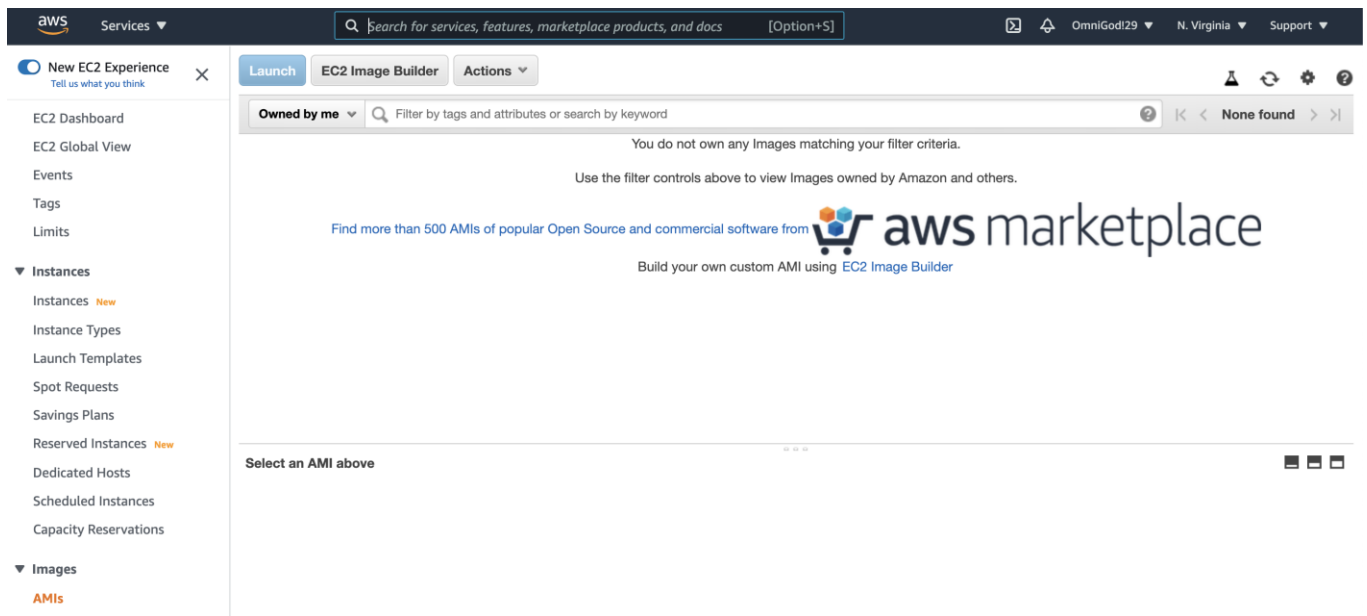 aws Services ▼ Search for services, features, marketplace products, and docs [Option+S] OmniGod!29 ▼ N. Virginia ▼ Support ▼
New EC2 Experience
Tell us what you think
EC2 Dashboard
EC2 Global View
Events
Tags
Limits
Instances
Instances New
Instance Types
Launch Templates
Spot Requests
Savings Plans
Reserved Instances New
Dedicated Hosts
Scheduled Instances
Capacity Reservations
Images
AMIs
Launch EC2 Image Builder Actions
Owned by me Filter by tags and attributes or search by keyword None found
You do not own any Images matching your filter criteria.
Use the filter controls above to view Images owned by Amazon and others.
Find more than 500 AMIs of popular Open Source and commercial software from aws marketplace
Build your own custom AMI using EC2 Image Builder
Select an AMI above